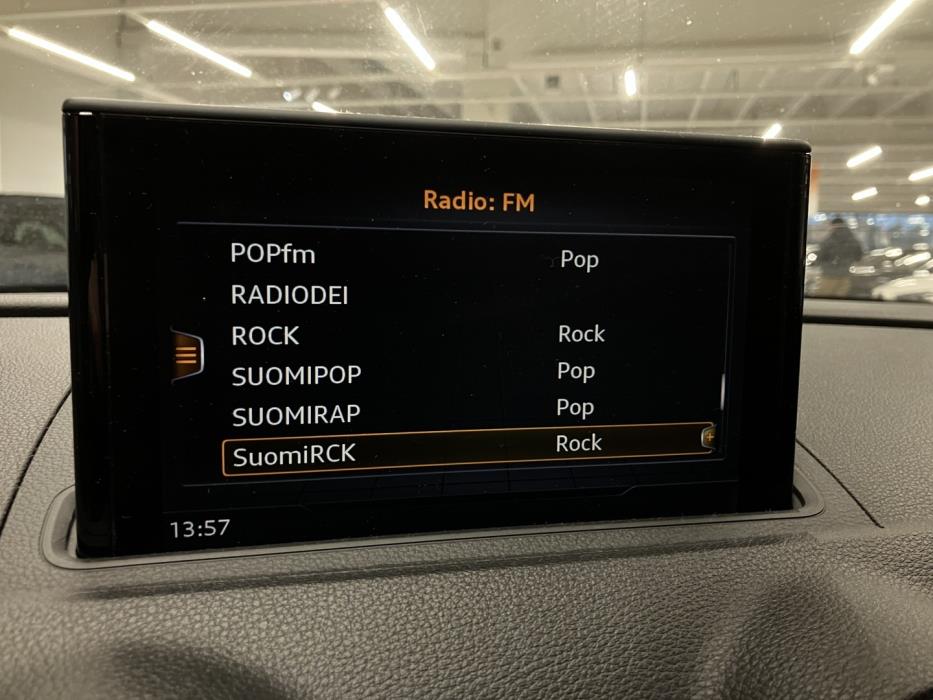 Radio: FM
POPfm Pop
RADIODEI
ROCK Rock
SUOMIPOP Pop
SUOMIRAP Pop
SuomiRCK Rock
13:57